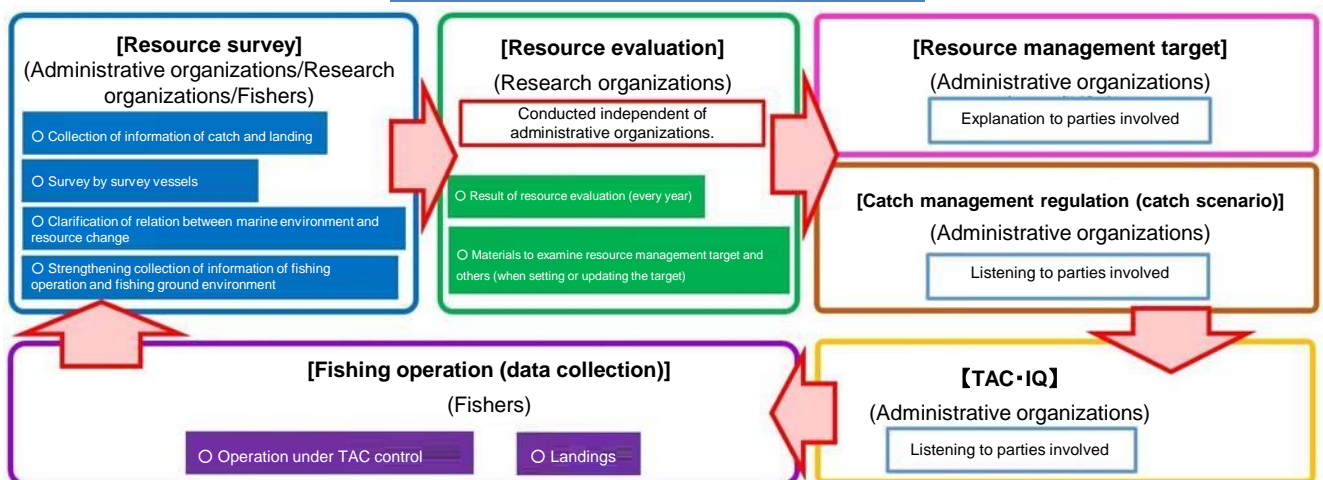 [Resource survey]
(Administrative organizations/Research
organizations/Fishers)
○ Collection of information of catch and landing
○ Survey by survey vessels
○ Clarification of relation between marine environment and
resource change
○ Strengthening collection of information of fishing
operation and fishing ground environment
[Resource evaluation]
(Research organizations)
Conducted independent of
administrative organizations.
○ Result of resource evaluation (every year)
○ Materials to examine resource management target and
others (when setting or updating the target)
[Resource management target]
(Administrative organizations)
Explanation to parties involved
[Catch management regulation (catch scenario)]
(Administrative organizations)
Listening to parties involved
【TAC・IQ】
(Administrative organizations)
Listening to parties involved
[Fishing operation (data collection)]
(Fishers)
○ Operation under TAC control
○ Landings